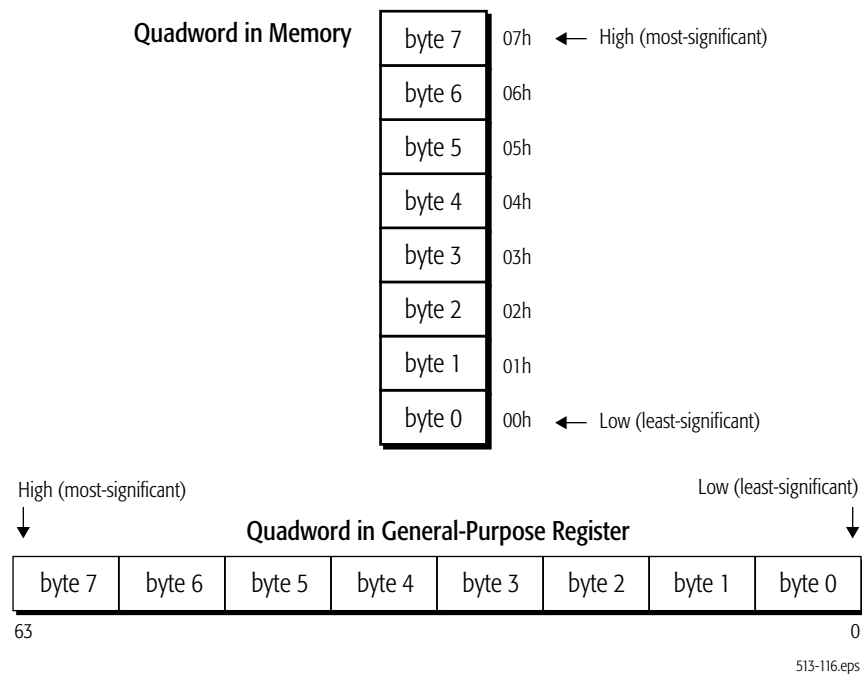 Quadword in Memory
byte 7 07h High (most-significant)
byte 6 06h
byte 5 05h
byte 4 04h
byte 3 03h
byte 2 02h
byte 1 01h
byte 0 00h Low (least-significant)
High (most-significant) Low (least-significant)
Quadword in General-Purpose Register
byte 7 byte 6 byte 5 byte 4 byte 3 byte 2 byte 1 byte 0
63 0
513-116.eps